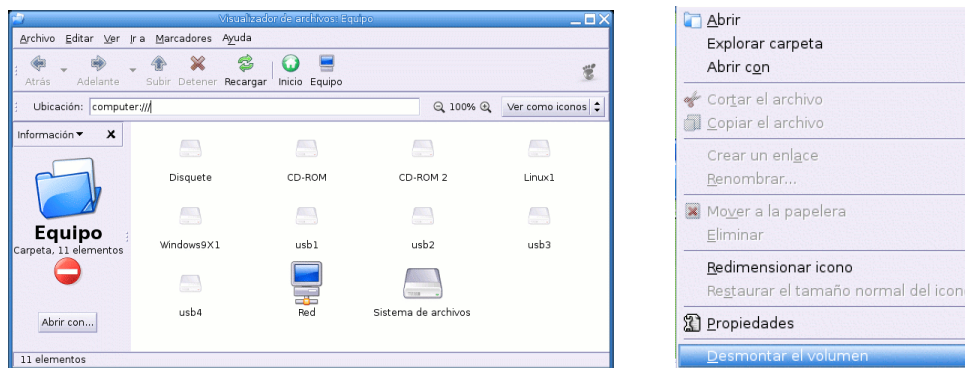 Visualizador de archivos: Equipo
Archivo Editar Ver Ir a Marcadores Ayuda
Atrás Adelante Subir Detener Recargar Inicio Equipo
Ubicación: computer:/// 100% Ver como iconos
Información
Disquete CD-ROM CD-ROM 2 Linux1
Equipo
Carpeta, 11 elementos
Windows9X1 usb1 usb2 usb3
usb4 Red Sistema de archivos
Abrir con...
11 elementos
Abrir
Explorar carpeta
Abrir con
Cortar el archivo
Copiar el archivo
Crear un enlace
Renombrar...
Mover a la papelera
Eliminar
Redimensionar icono
Restaurar el tamaño normal del icon
Propiedades
Desmontar el volumen